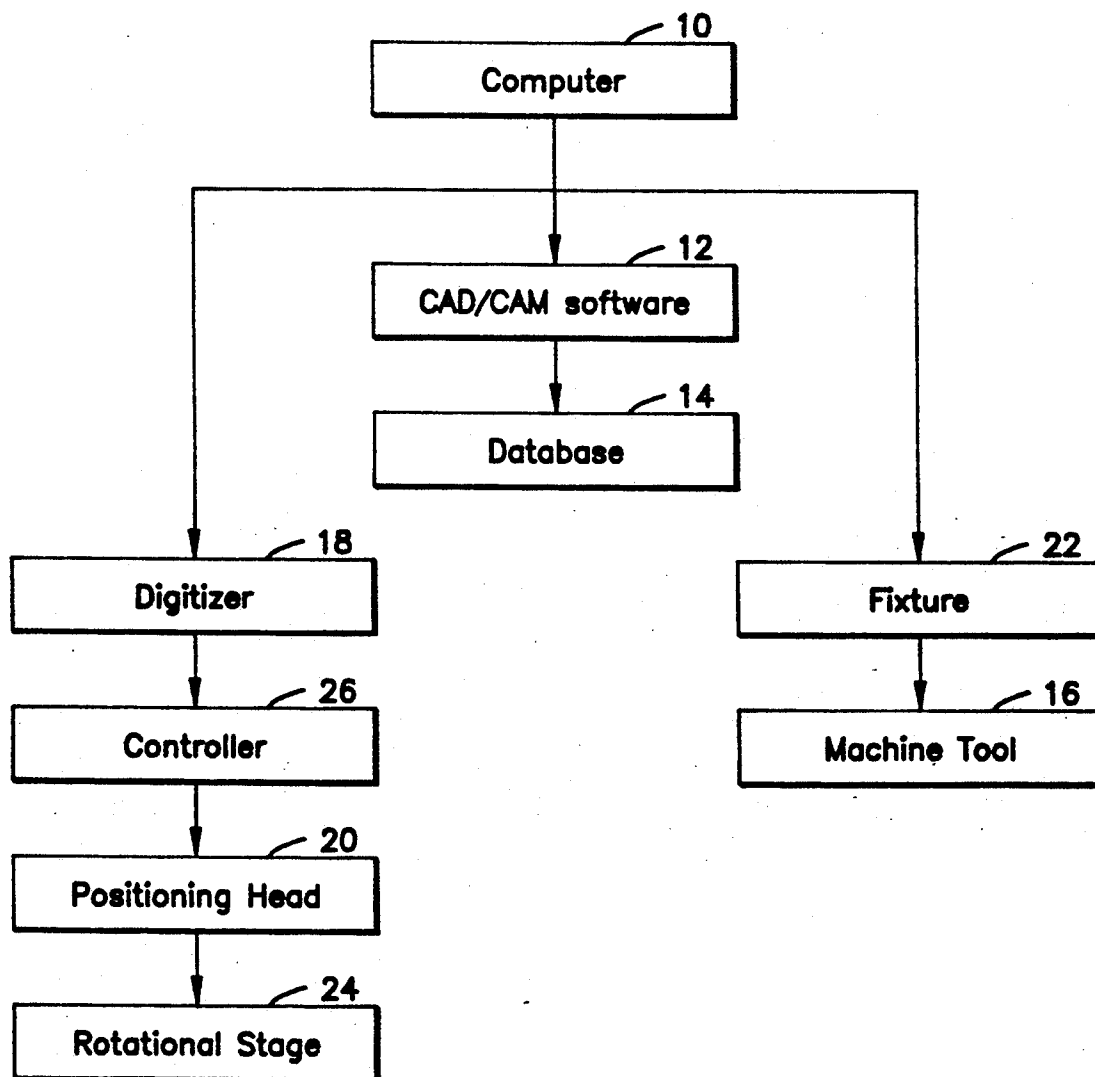 10
Computer
12
CAD/CAM software
14
Database
18
Digitizer
22
Fixture
26
Controller
16
Machine Tool
20
Positioning Head
24
Rotational Stage